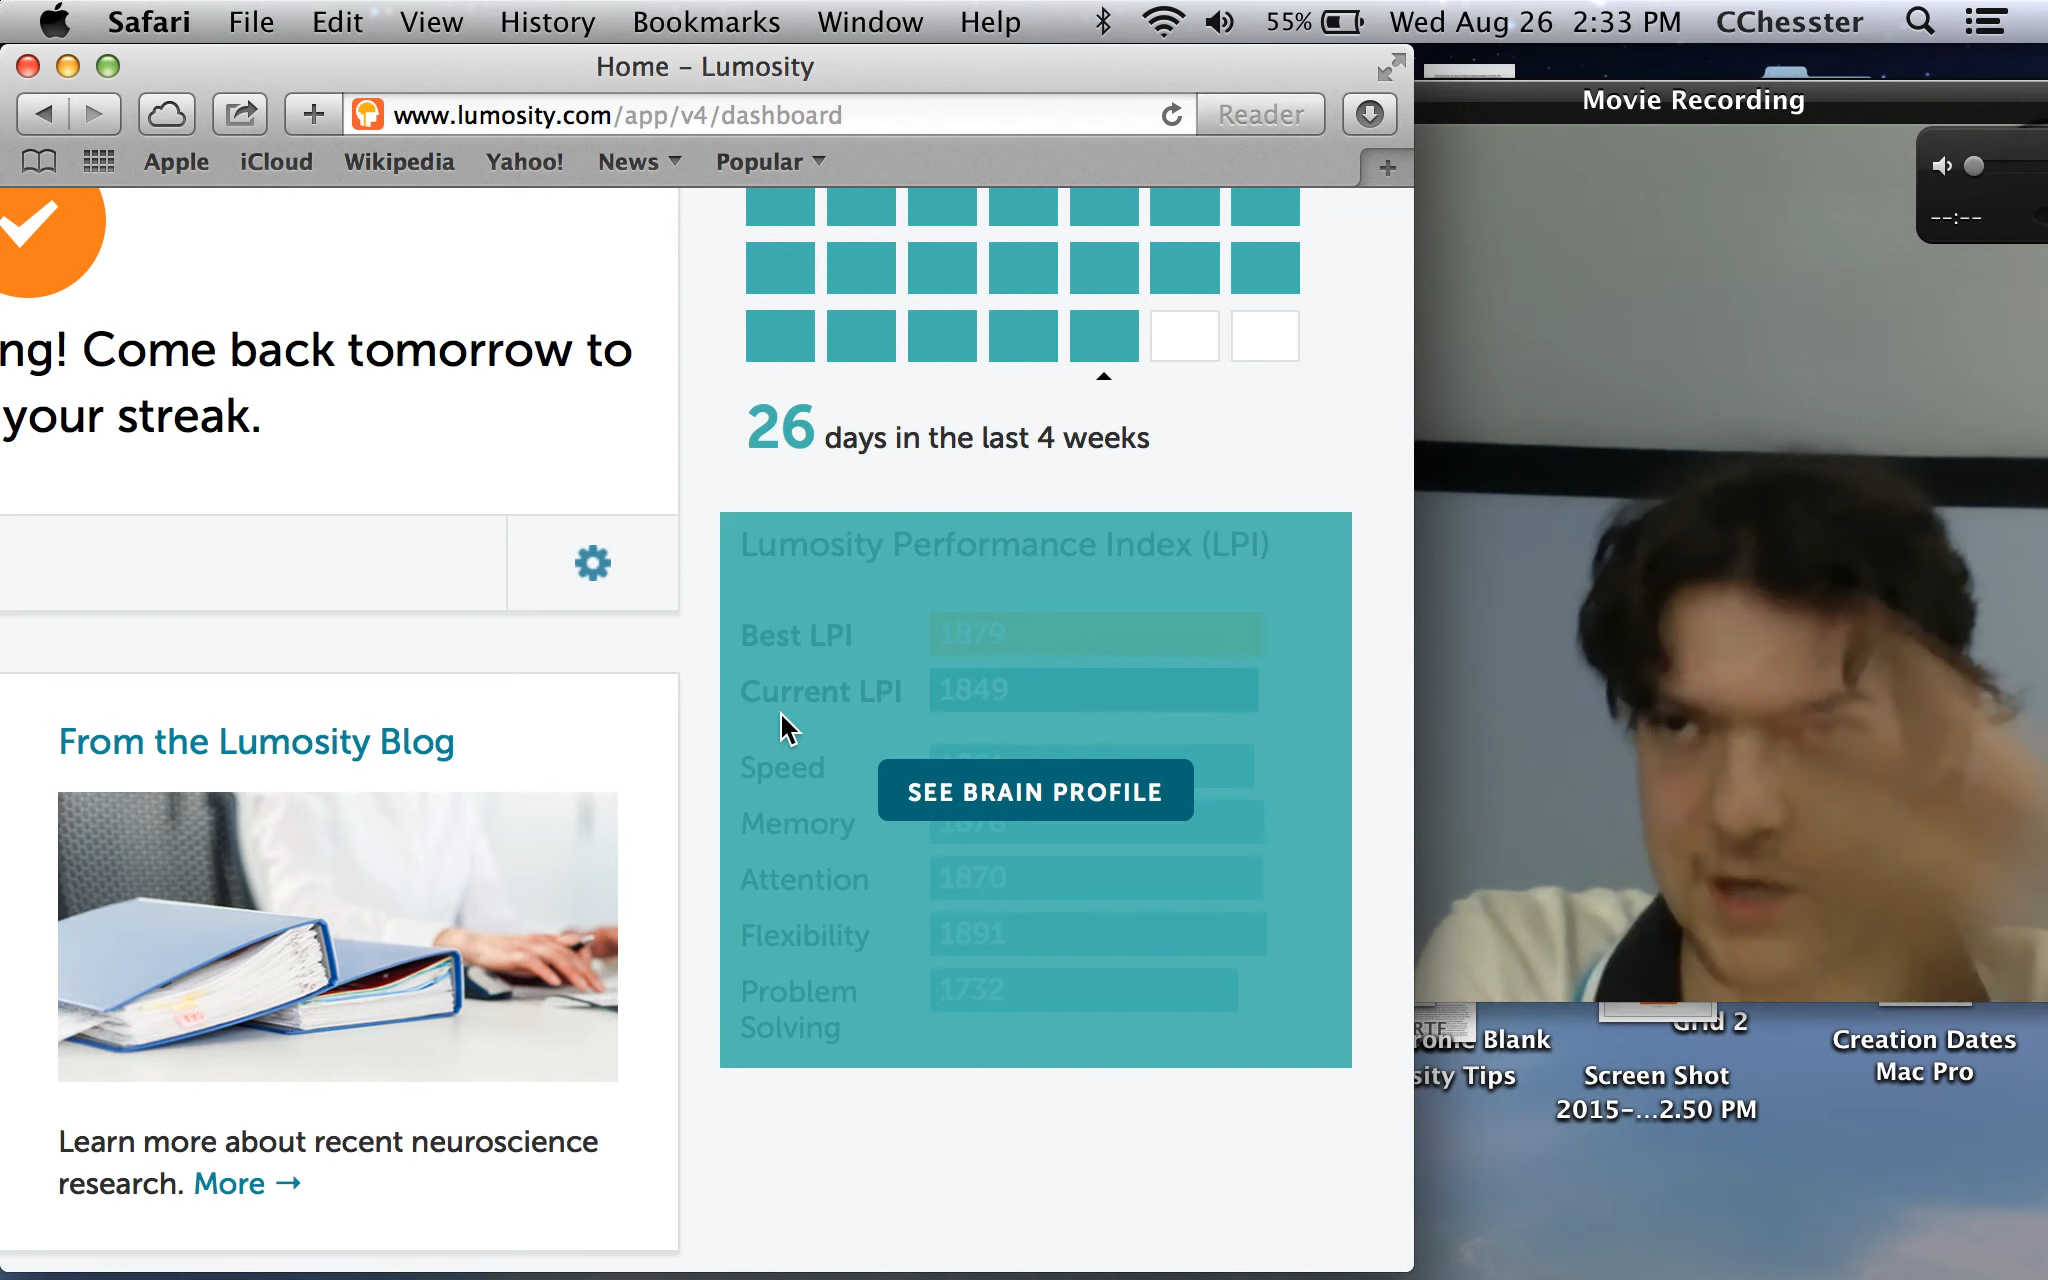 Safari File Edit View History Bookmarks Window Help 55% Wed Aug 26 2:33 PM CChesster
Home – Lumosity
www.lumosity.com/app/v4/dashboard Reader
Apple iCloud Wikipedia Yahoo! News Popular
Movie Recording
--:--
ng! Come back tomorrow to
your streak.
26 days in the last 4 weeks
Lumosity Performance Index (LPI)
Best LPI 1879
Current LPI 1849
Speed
SEE BRAIN PROFILE
Memory
Attention 1870
Flexibility 1891
Problem Solving 1732
From the Lumosity Blog
Learn more about recent neuroscience
research. More →
Blank
sity Tips
Grid 2
Screen Shot
2015-...2.50 PM
Creation Dates
Mac Pro